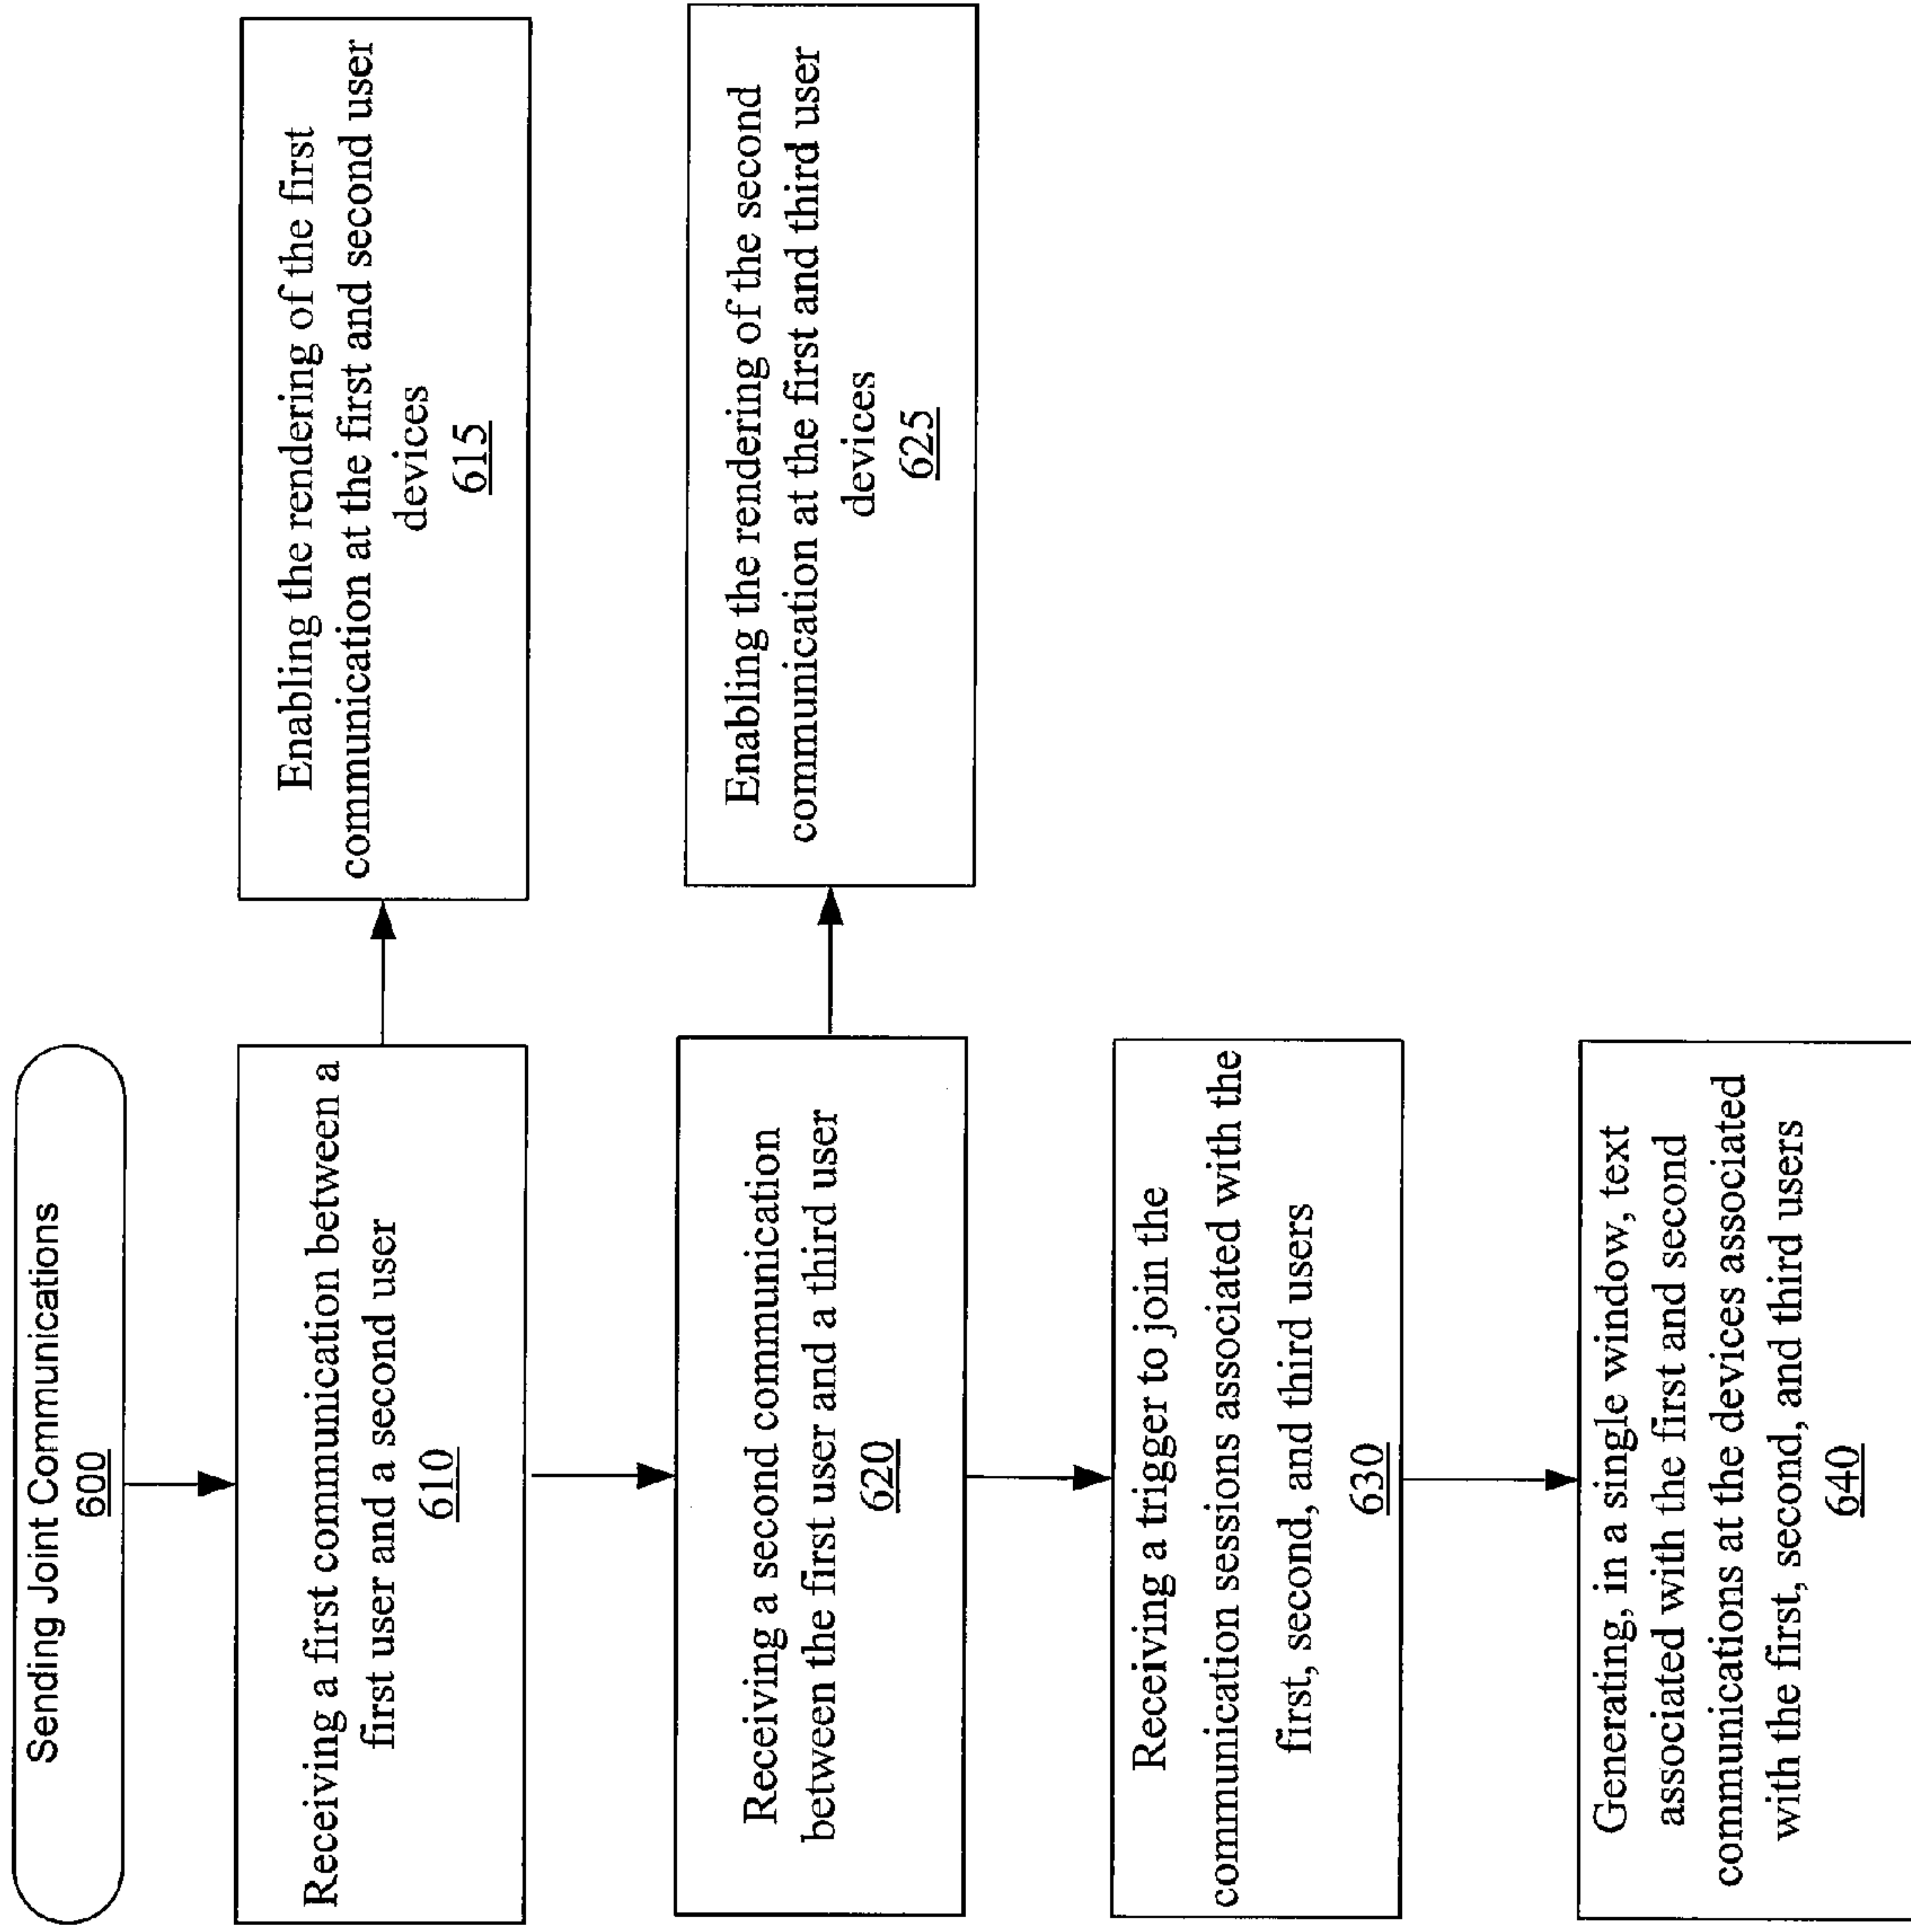 Sending Joint Communications
600
Receiving a first communication between a
first user and a second user
610
Enabling the rendering of the first
communication at the first and second user
devices
615
Receiving a second communication
between the first user and a third user
620
Enabling the rendering of the second
communication at the first and third user
devices
625
Receiving a trigger to join the
communication sessions associated with the
first, second, and third users
630
Generating, in a single window, text
associated with the first and second
communications at the devices associated
with the first, second, and third users
640